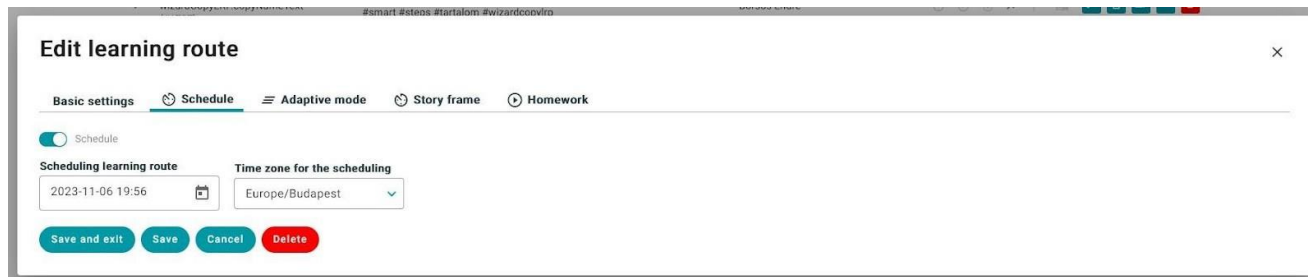 #smart #steps #tartalom #wizardcopylrp
Edit learning route
Basic settings Schedule Adaptive mode Story frame Homework
Schedule
Scheduling learning route Time zone for the scheduling
2023-11-06 19:56 Europe/Budapest
Save and exit Save Cancel Delete